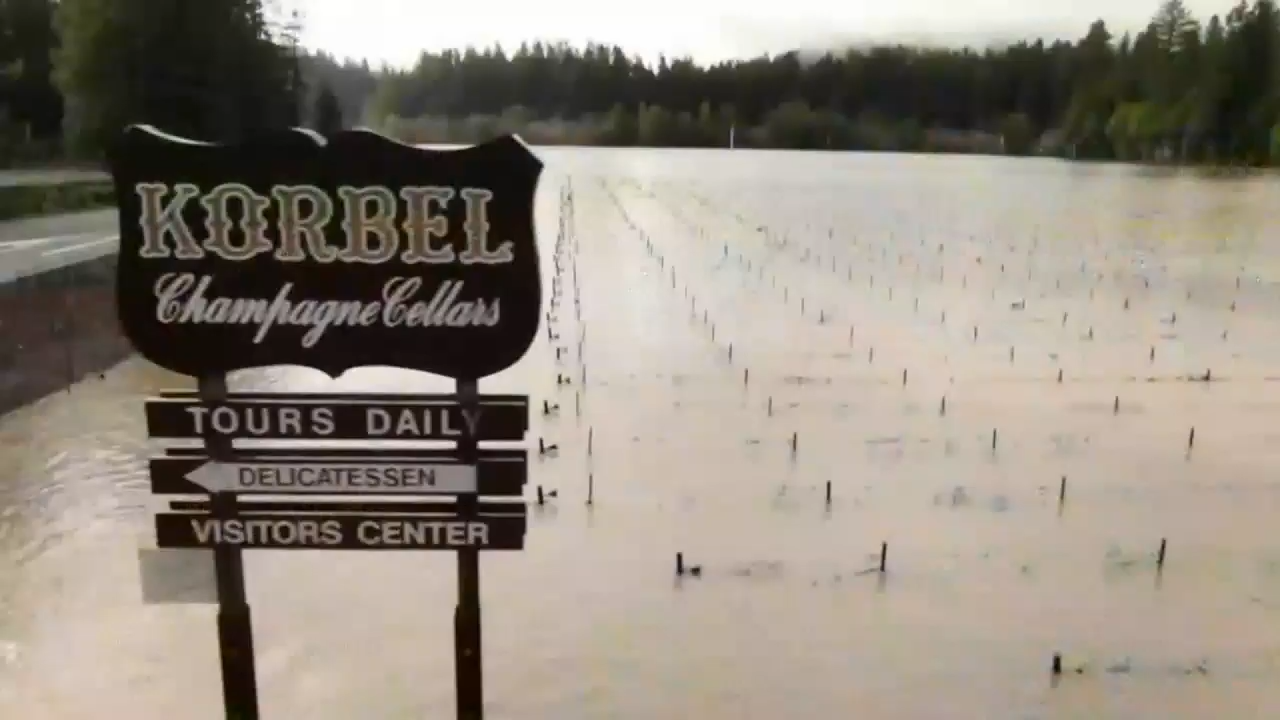 KORBEL
Champagne Cellars
TOURS DAILY
DELICATESSEN
VISITORS CENTER